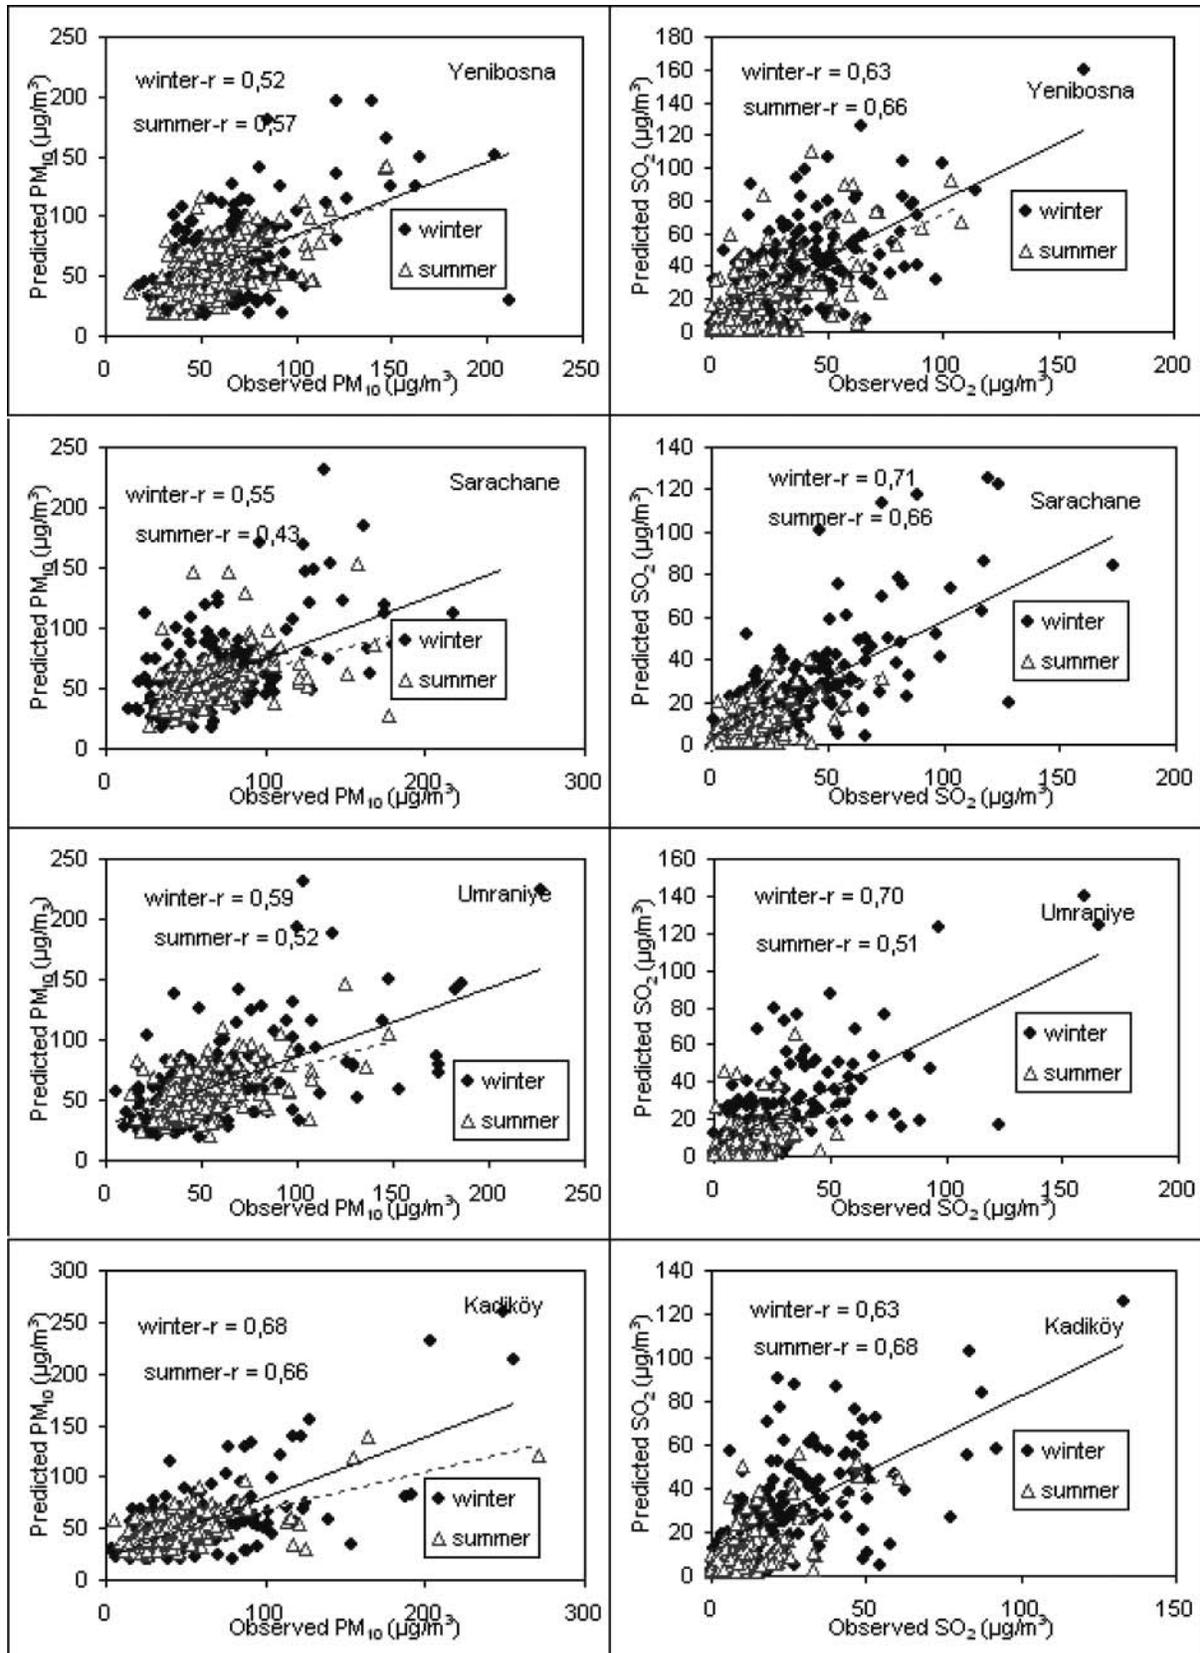 250
200
150
100
50
0
Predicted PM10 (µg/m³)
winter-r = 0,52
summer-r = 0,57
Yenibosna
winter
summer
0 50 100 150 200 250
Observed PM10 (µg/m³)
180
160
140
120
100
80
60
40
20
0
Predicted SO2 (µg/m³)
winter-r = 0,63
summer-r = 0,66
Yenibosna
winter
summer
0 50 100 150 200
Observed SO2 (µg/m³)
250
200
150
100
50
0
Predicted PM10 (µg/m³)
winter-r = 0,55
summer-r = 0,43
Sarachane
winter
summer
0 100 200 300
Observed PM10 (µg/m³)
140
120
100
80
60
40
20
0
Predicted SO2 (µg/m³)
winter-r = 0,71
summer-r = 0,66
Sarachane
winter
summer
0 50 100 150 200
Observed SO2 (µg/m³)
250
200
150
100
50
0
Predicted PM10 (µg/m3)
winter-r = 0,59
summer-r = 0,52
Umraniye
winter
summer
0 50 100 150 200 250
Observed PM10 (µg/m³)
160
140
120
100
80
60
40
20
0
Predicted SO2 (µg/m³)
winter-r = 0,70
summer-r = 0,51
Umraniye
winter
summer
0 50 100 150 200
Observed SO2 (µg/m³)
300
250
200
150
100
50
0
Predicted PM10 (µg/m³)
winter-r = 0,68
summer-r = 0,66
Kadiköy
winter
summer
0 100 200 300
Observed PM10 (µg/m³)
140
120
100
80
60
40
20
0
Predicted SO2 (µg/m³)
winter-r = 0,63
summer-r = 0,68
Kadiköy
winter
summer
0 50 100 150
Observed SO2 (µg/m³)